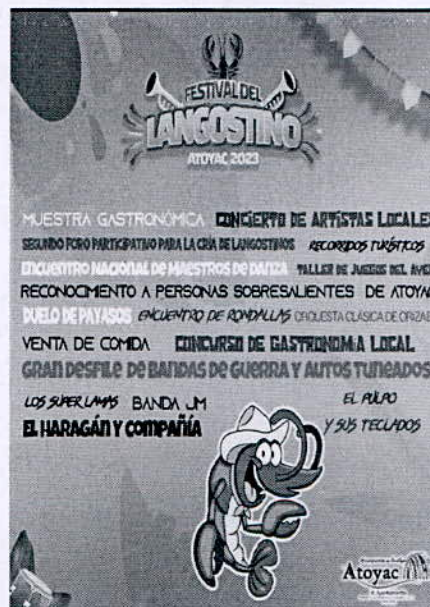 FESTIVAL DEL
LANGOSTINO
ATOYAC 2023
MUESTRA GASTRONÓMICA CONCIERTO DE ARTISTAS LOCALES
SEGUNDO FORO PARTICIPATIVO PARA LA CRÍA DE LANGOSTINOS RECORRIDOS TURÍSTICOS
ENCUENTRO NACIONAL DE MAESTROS DE DANZA TALLER DE JUEGOS DEL
RECONOCIMIENTO A PERSONAS SOBRESALIENTES DE ATOYAC
DUELO DE PAYASOS ENCUENTRO DE RONDALLAS ORQUESTA CLÁSICA DE ORIZABA
VENTA DE COMIDA CONCURSO DE GASTRONOMÍA LOCAL
GRAN DESFILE DE BANDAS DE GUERRA Y AUTOS TUNEADOS
LOS SUPER LAMAS BANDA JM EL PULPO
EL HARAGÁN Y COMPAÑÍA Y SUS TECLADOS
Atoyac